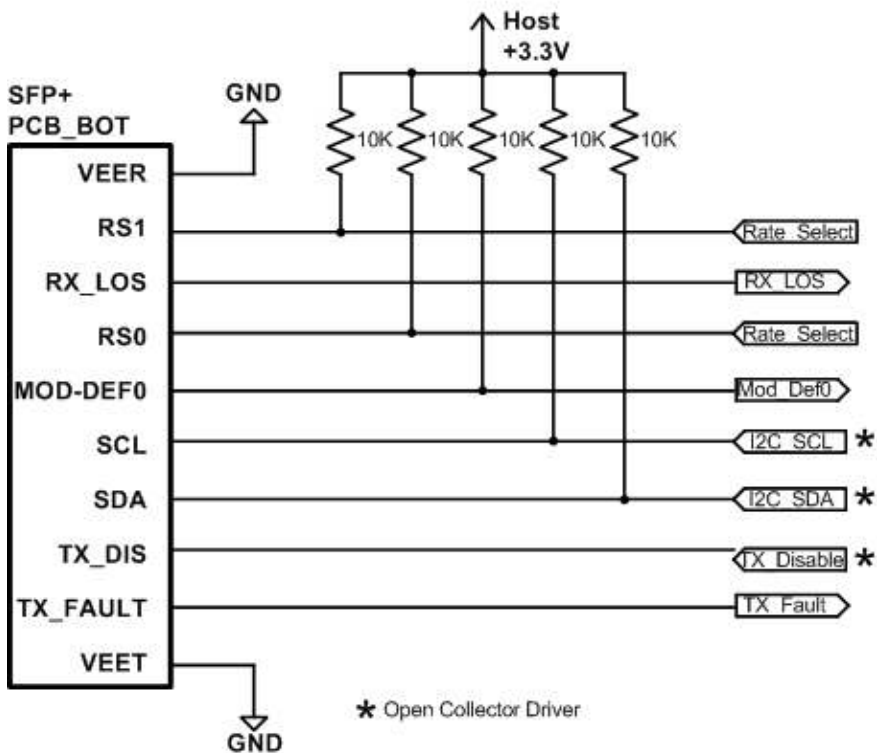 Host
+3.3V
SFP+
PCB_BOT
GND
10K
10K
10K
10K
10K
VEER
RS1
Rate_Select
RX_LOS
RX_LOS
RS0
Rate_Select
MOD-DEF0
Mod_Def0
SCL
I2C_SCL *
SDA
I2C_SDA *
TX_DIS
TX_Disable *
TX_FAULT
TX_Fault
VEET
GND
* Open Collector Driver